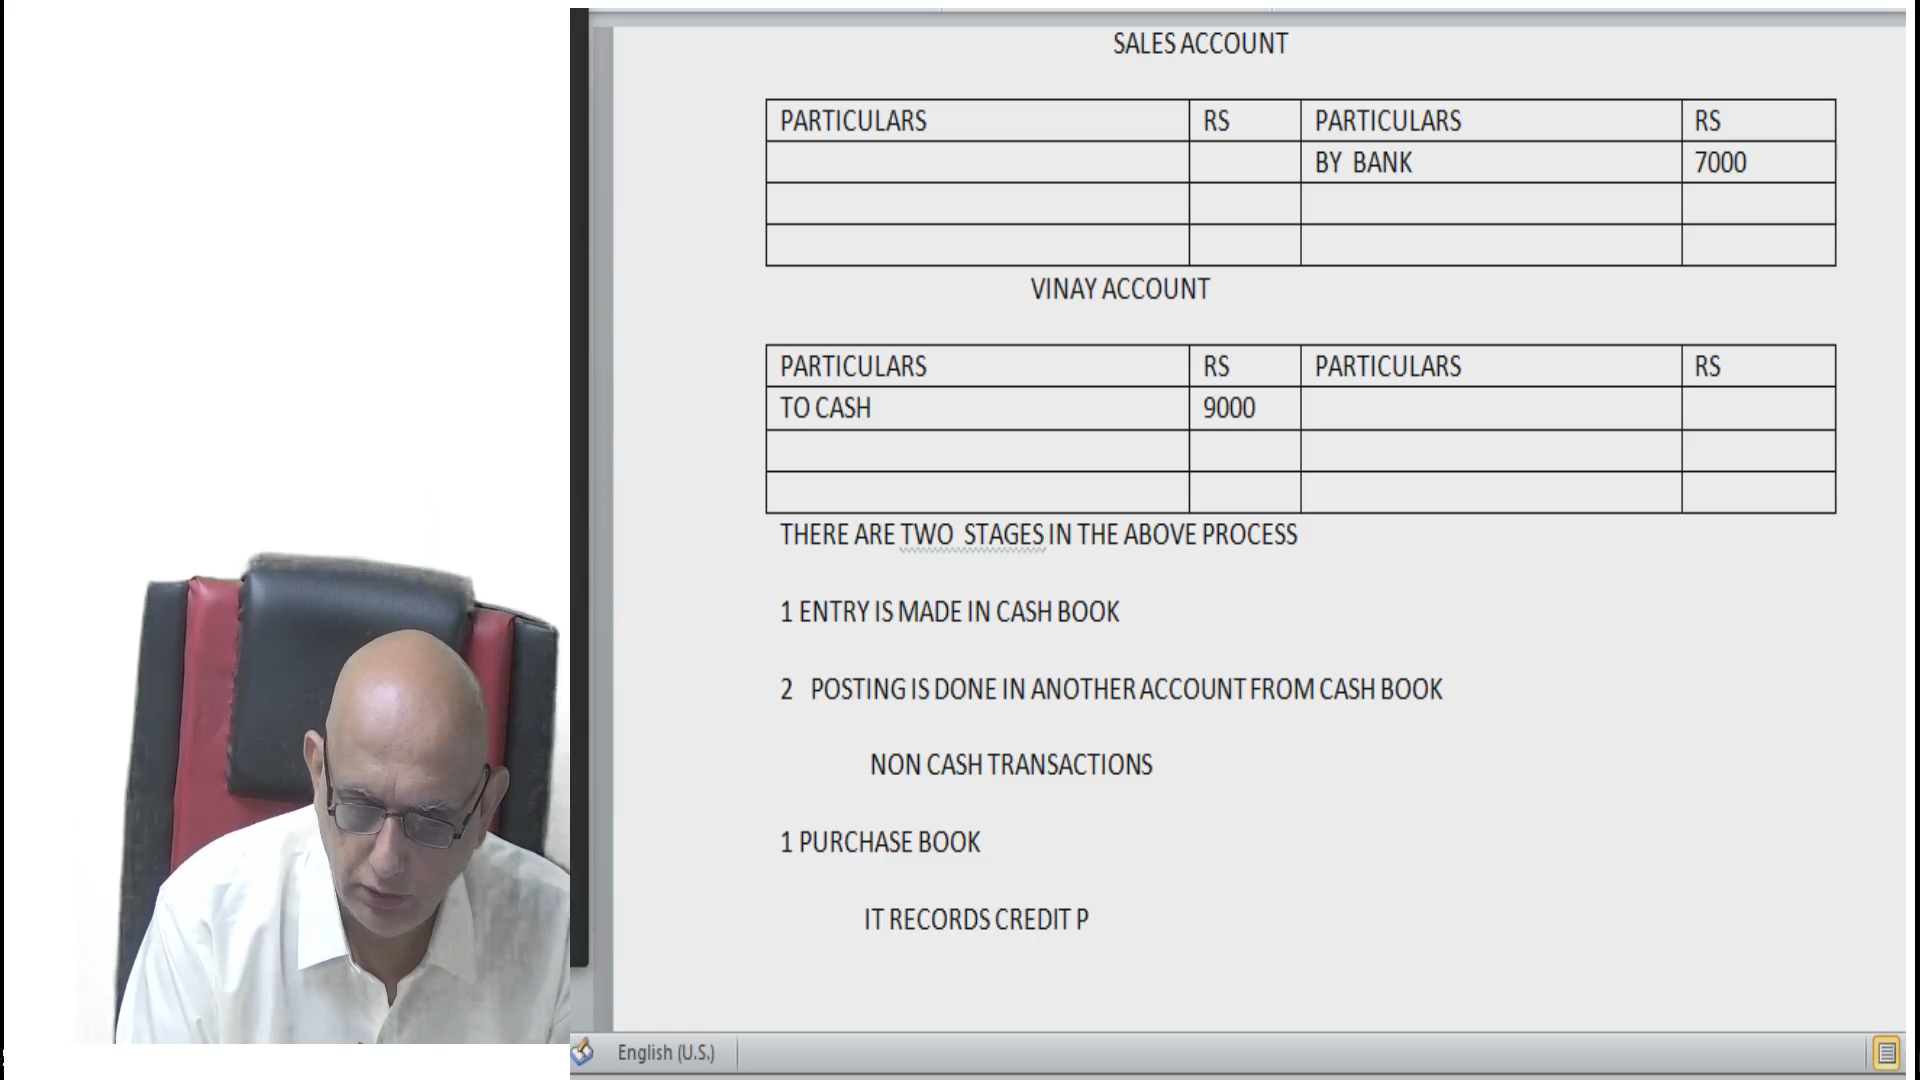 SALES ACCOUNT
PARTICULARS RS PARTICULARS RS
BY BANK 7000
VINAY ACCOUNT
PARTICULARS RS PARTICULARS RS
TO CASH 9000
THERE ARE TWO STAGES IN THE ABOVE PROCESS
1 ENTRY IS MADE IN CASH BOOK
2 POSTING IS DONE IN ANOTHER ACCOUNT FROM CASH BOOK
NON CASH TRANSACTIONS
1 PURCHASE BOOK
IT RECORDS CREDIT P
English (U.S.)